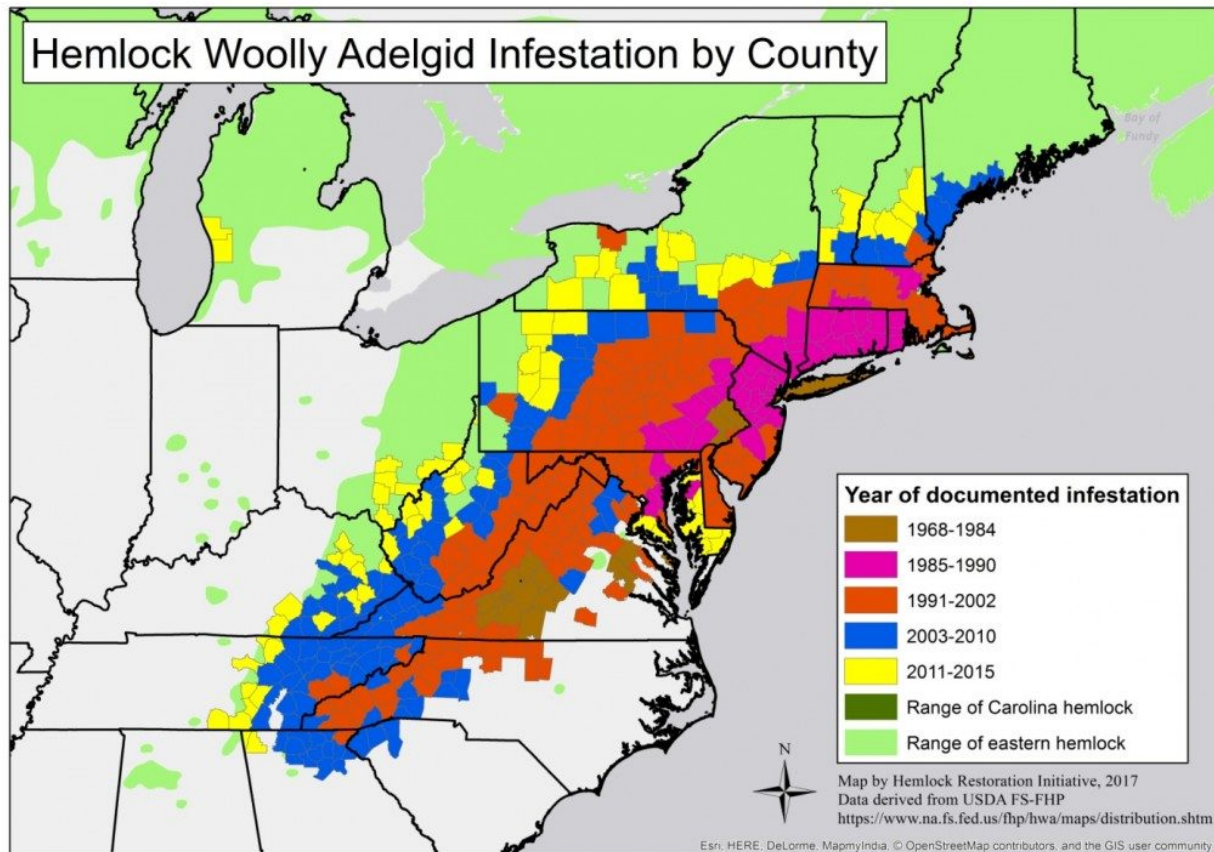 Hemlock Woolly Adelgid Infestation by County
Bay of
Fundy
Year of documented infestation
1968-1984
1985-1990
1991-2002
2003-2010
2011-2015
Range of Carolina hemlock
Range of eastern hemlock
N
Map by Hemlock Restoration Initiative, 2017
Data derived from USDA FS-FHP
https://www.na.fs.fed.us/fhp/hwa/maps/distribution.shtm
Esri, HERE, DeLorme, MapmyIndia, © OpenStreetMap contributors, and the GIS user community